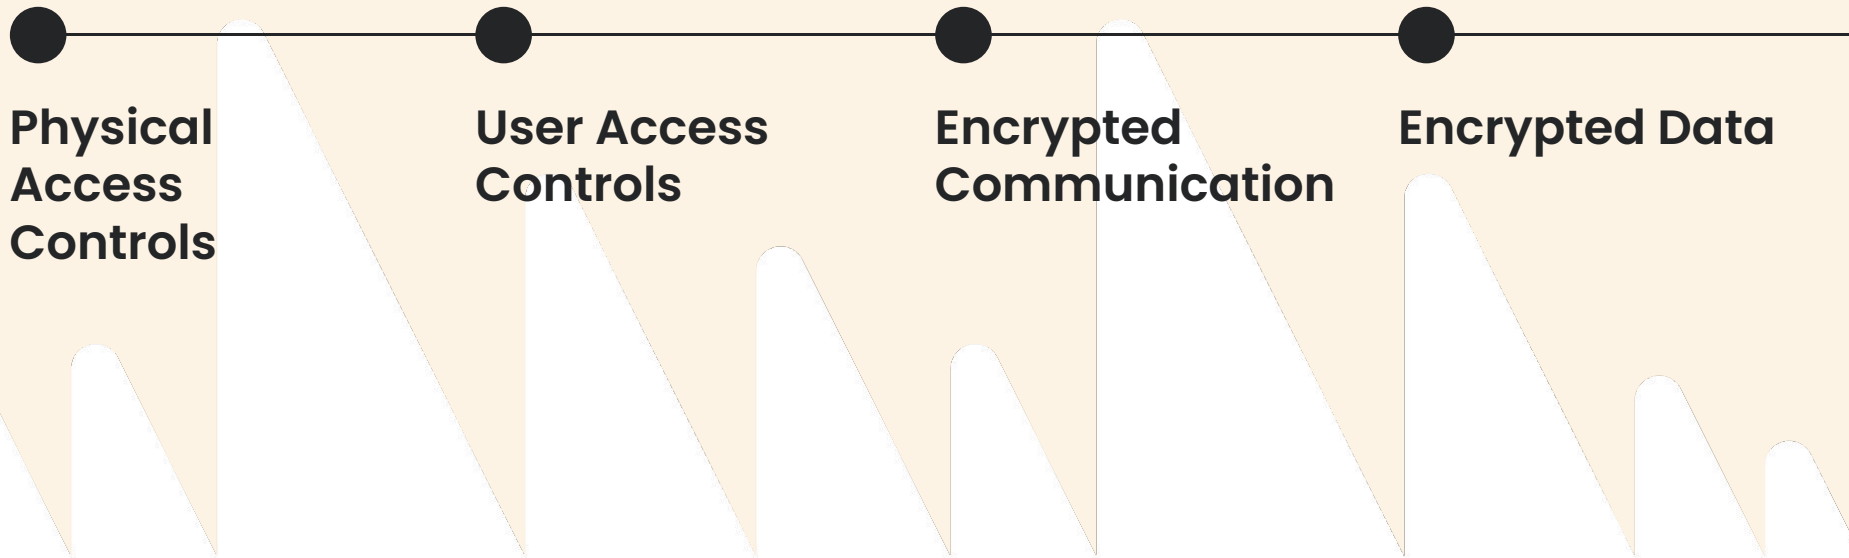 Physical
Access
Controls
User Access
Controls
Encrypted
Communication
Encrypted Data